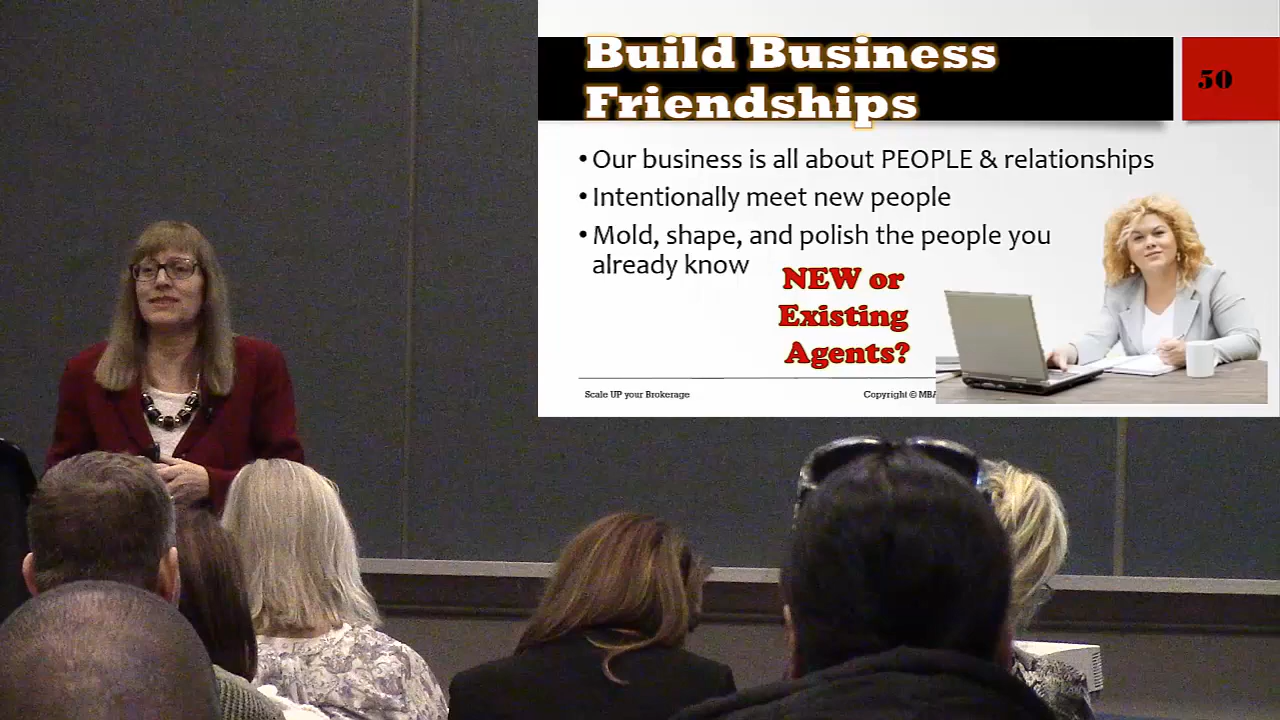 Build Business
Friendships
50
• Our business is all about PEOPLE & relationships
• Intentionally meet new people
• Mold, shape, and polish the people you
already know
NEW or
Existing
Agents?
Scale UP your Brokerage
Copyright © MBA